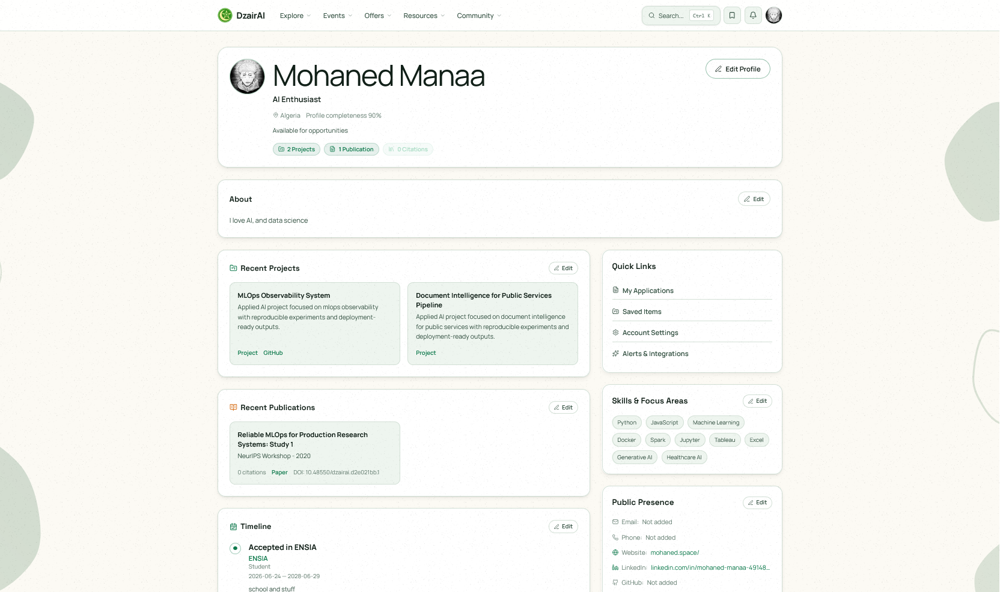 DzairAI
Explore
Events
Offers
Resources
Community
Search...
Ctrl K
Mohaned Manaa
Edit Profile
AI Enthusiast
Algeria Profile completeness 90%
Available for opportunities
2 Projects
1 Publication
0 Citations
About
Edit
I love AI, and data science
Recent Projects
Edit
MLOps Observability System
Applied AI project focused on mlops observability
with reproducible experiments and deployment-
ready outputs.
Project GitHub
Document Intelligence for Public Services
Pipeline
Applied AI project focused on document intelligence
for public services with reproducible experiments and
deployment-ready outputs.
Project
Recent Publications
Edit
Reliable MLOps for Production Research
Systems: Study 1
NeurIPS Workshop - 2020
0 citations Paper DOI: 10.48550/dzairai.d2e021bb.1
Timeline
Edit
Accepted in ENSIA
ENSIA
Student
2026-06-24 — 2028-06-29
school and stuff
Quick Links
My Applications
Saved Items
Account Settings
Alerts & Integrations
Skills & Focus Areas
Edit
Python
JavaScript
Machine Learning
Docker
Spark
Jupyter
Tableau
Excel
Generative AI
Healthcare AI
Public Presence
Edit
Email: Not added
Phone: Not added
Website: mohaned.space/
LinkedIn: linkedin.com/in/mohaned-manaa-49148...
GitHub: Not added